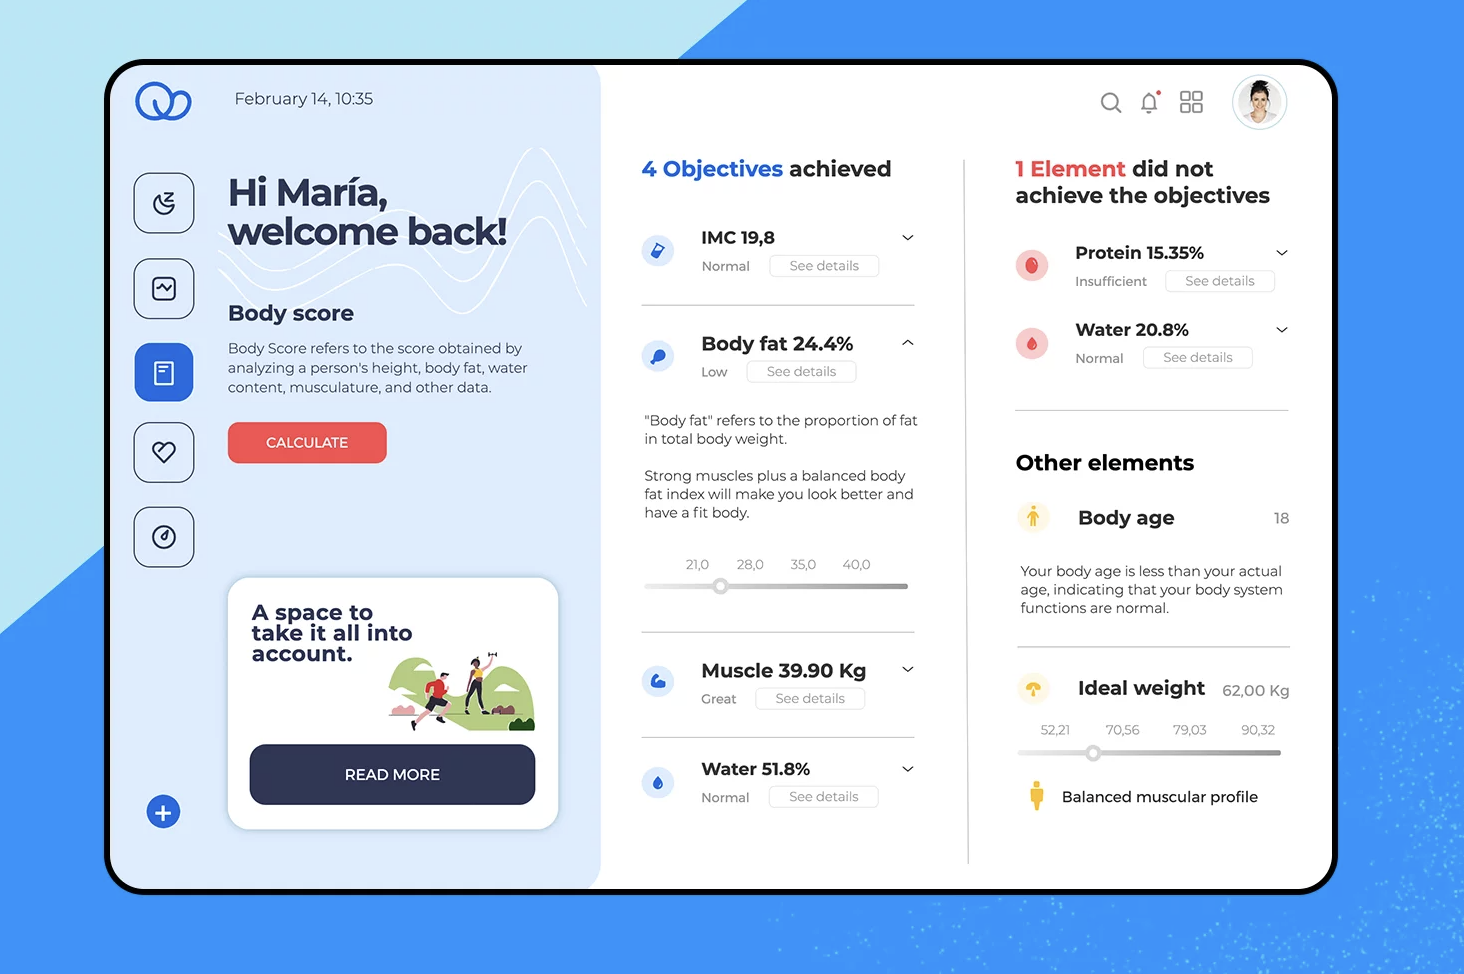 February 14, 10:35
Hi María,
welcome back!
Body score
Body Score refers to the score obtained by
analyzing a person's height, body fat, water
content, musculature, and other data.
CALCULATE
A space to
take it all into
account.
READ MORE
4 Objectives achieved
IMC 19,8
Normal
See details
Body fat 24.4%
Low
See details
"Body fat" refers to the proportion of fat
in total body weight.
Strong muscles plus a balanced body
fat index will make you look better and
have a fit body.
21,0 28,0 35,0 40,0
Muscle 39.90 Kg
Great
See details
Water 51.8%
Normal
See details
1 Element did not
achieve the objectives
Protein 15.35%
Insufficient
See details
Water 20.8%
Normal
See details
Other elements
Body age 18
Your body age is less than your actual
age, indicating that your body system
functions are normal.
Ideal weight 62,00 Kg
52,21 70,56 79,03 90,32
Balanced muscular profile